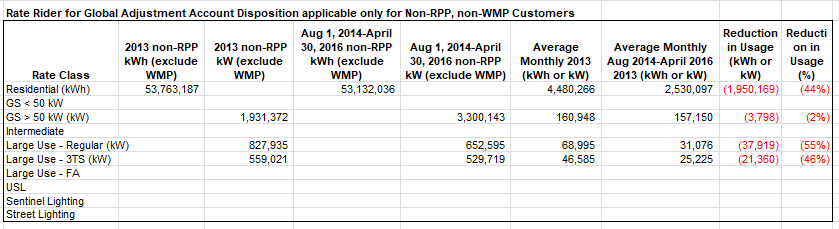 Rate Rider for Global Adjustment Account Disposition applicable only for Non-RPP, non-WMP Customers
Rate Class 2013 non-RPP kWh (exclude WMP) 2013 non-RPP kW (exclude WMP) Aug 1, 2014-April 30, 2016 non-RPP kWh (exclude WMP) Aug 1, 2014-April 30, 2016 non-RPP kW (exclude WMP) Average Monthly 2013 (kWh or kW) Average Monthly Aug 2014-April 2016 2013 (kWh or kW) Reduction in Usage (kWh or kW) Reducti on in Usage (%)
Residential (kWh) 53,763,187 53,132,036 4,480,266 2,530,097 (1,950,169) (44%)
GS < 50 kW
GS > 50 kW (kW) 1,931,372 3,300,143 160,948 157,150 (3,798) (2%)
Intermediate
Large Use - Regular (kW) 827,935 652,595 68,995 31,076 (37,919) (55%)
Large Use - 3TS (kW) 559,021 529,719 46,585 25,225 (21,360) (46%)
Large Use - FA
USL
Sentinel Lighting
Street Lighting